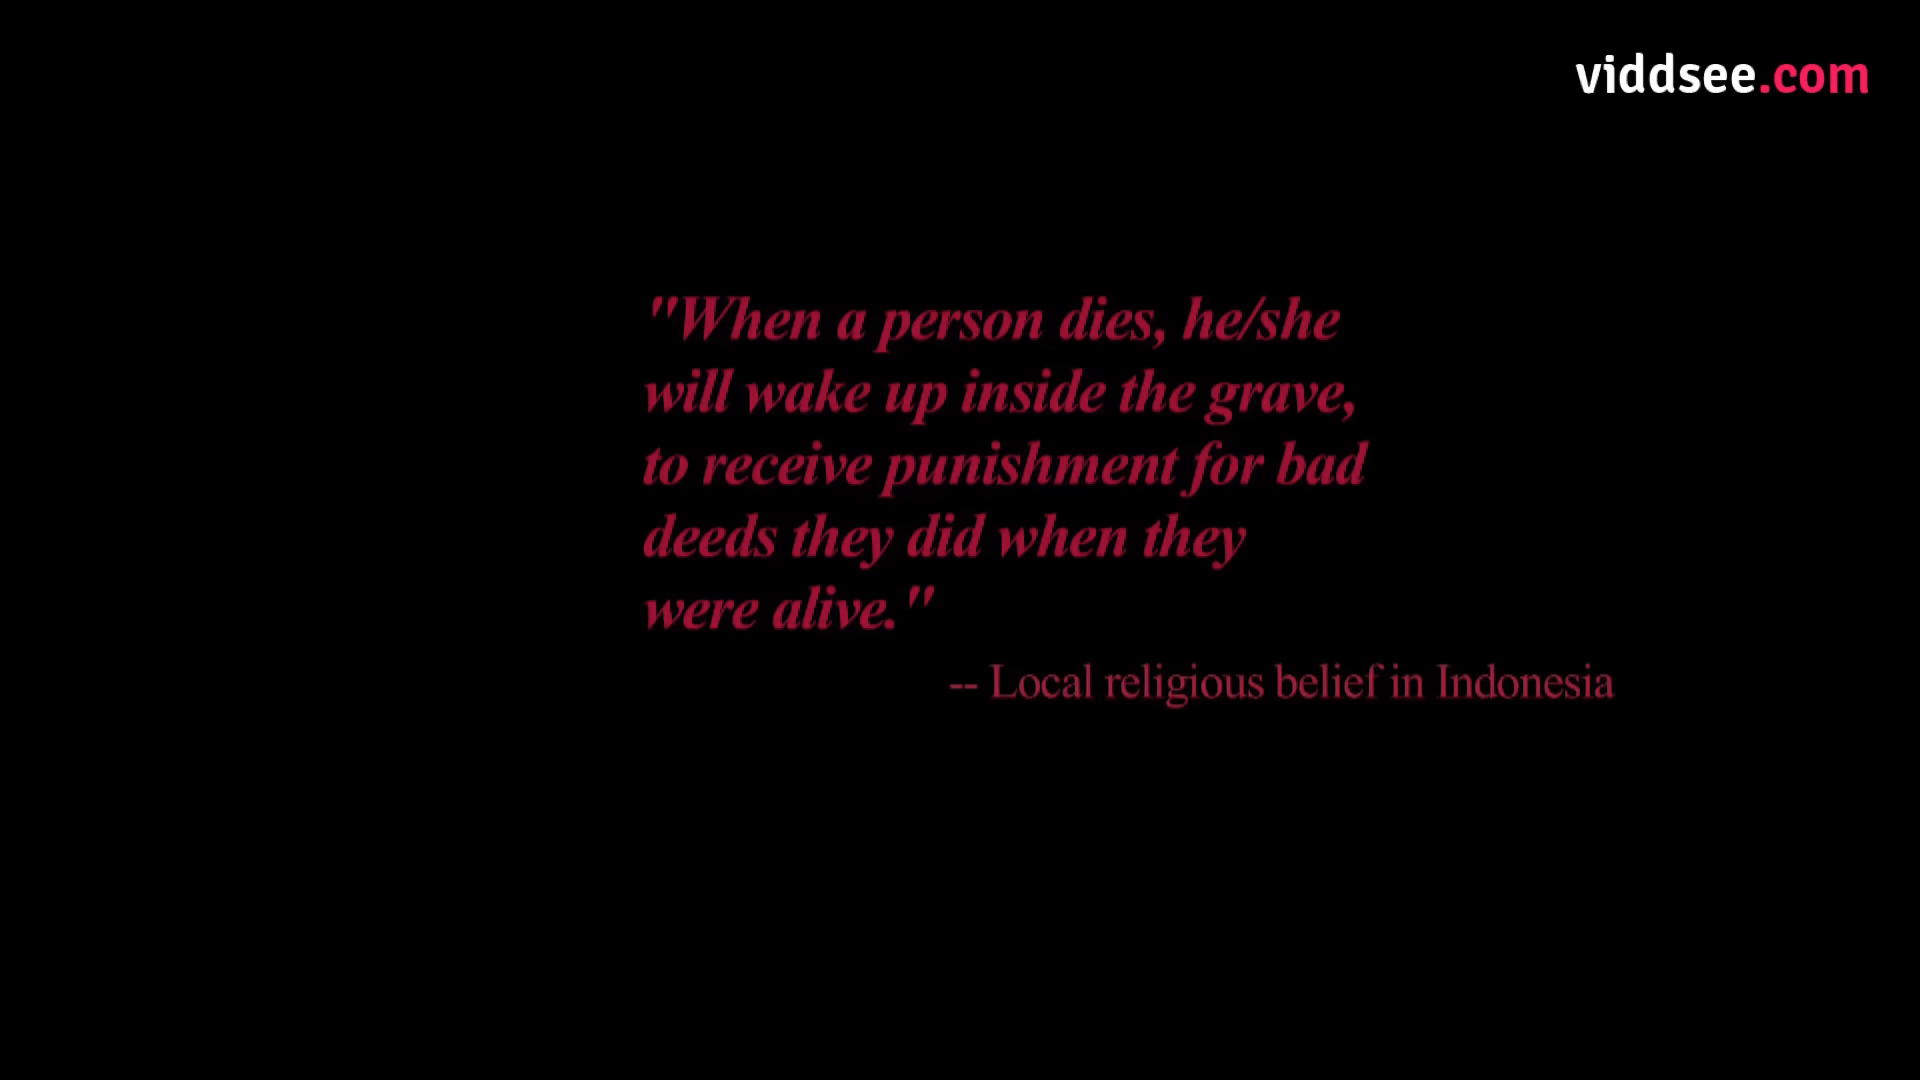 viddsee.com
"When a person dies, he/she
will wake up inside the grave,
to receive punishment for bad
deeds they did when they
were alive."
-- Local religious belief in Indonesia